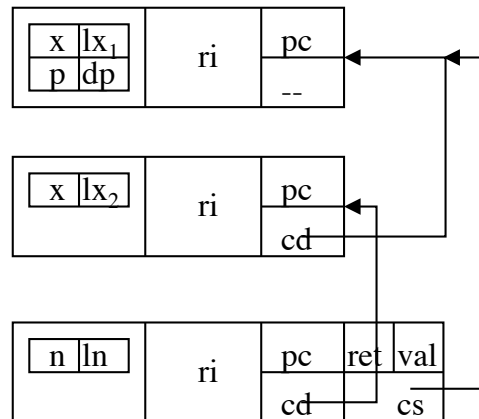 x lx₁ ri pc
p dp --
x lx₂ ri pc
cd
n ln ri pc ret val
cd cs